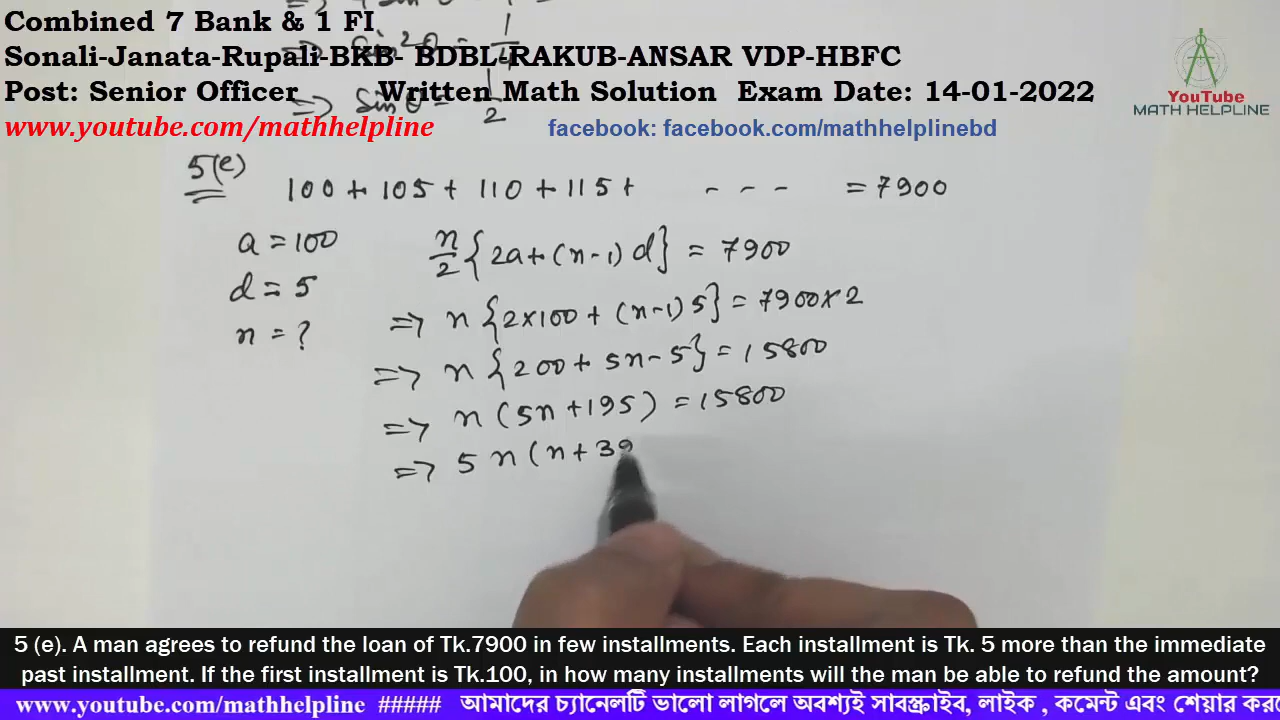 Combined 7 Bank & 1 FI
⇒ Sin²θ = 1/4
Sonali-Janata-Rupali-BKB- BDBL-RAKUB-ANSAR VDP-HBFC
Post: Senior Officer Written Math Solution Exam Date: 14-01-2022
⇒ Sinθ = 1/2
YouTube
MATH HELPLINE
www.youtube.com/mathhelpline facebook: facebook.com/mathhelplinebd
5(e)
100 + 105 + 110 + 115 + - - - = 7900
a = 100
n/2 {2a + (n-1) d} = 7900
d = 5
⇒ n {2×100 + (n-1) 5} = 7900 × 2
n = ?
⇒ n {200 + 5n - 5} = 15800
⇒ n (5n + 195) = 15800
⇒ 5 n (n + 39
5 (e). A man agrees to refund the loan of Tk.7900 in few installments. Each installment is Tk. 5 more than the immediate
past installment. If the first installment is Tk.100, in how many installments will the man be able to refund the amount?
www.youtube.com/mathhelpline ##### আমাদের চ্যানেলটি ভালো লাগলে অবশ্যই সাবস্ক্রাইব, লাইক , কমেন্ট এবং শেয়ার কর